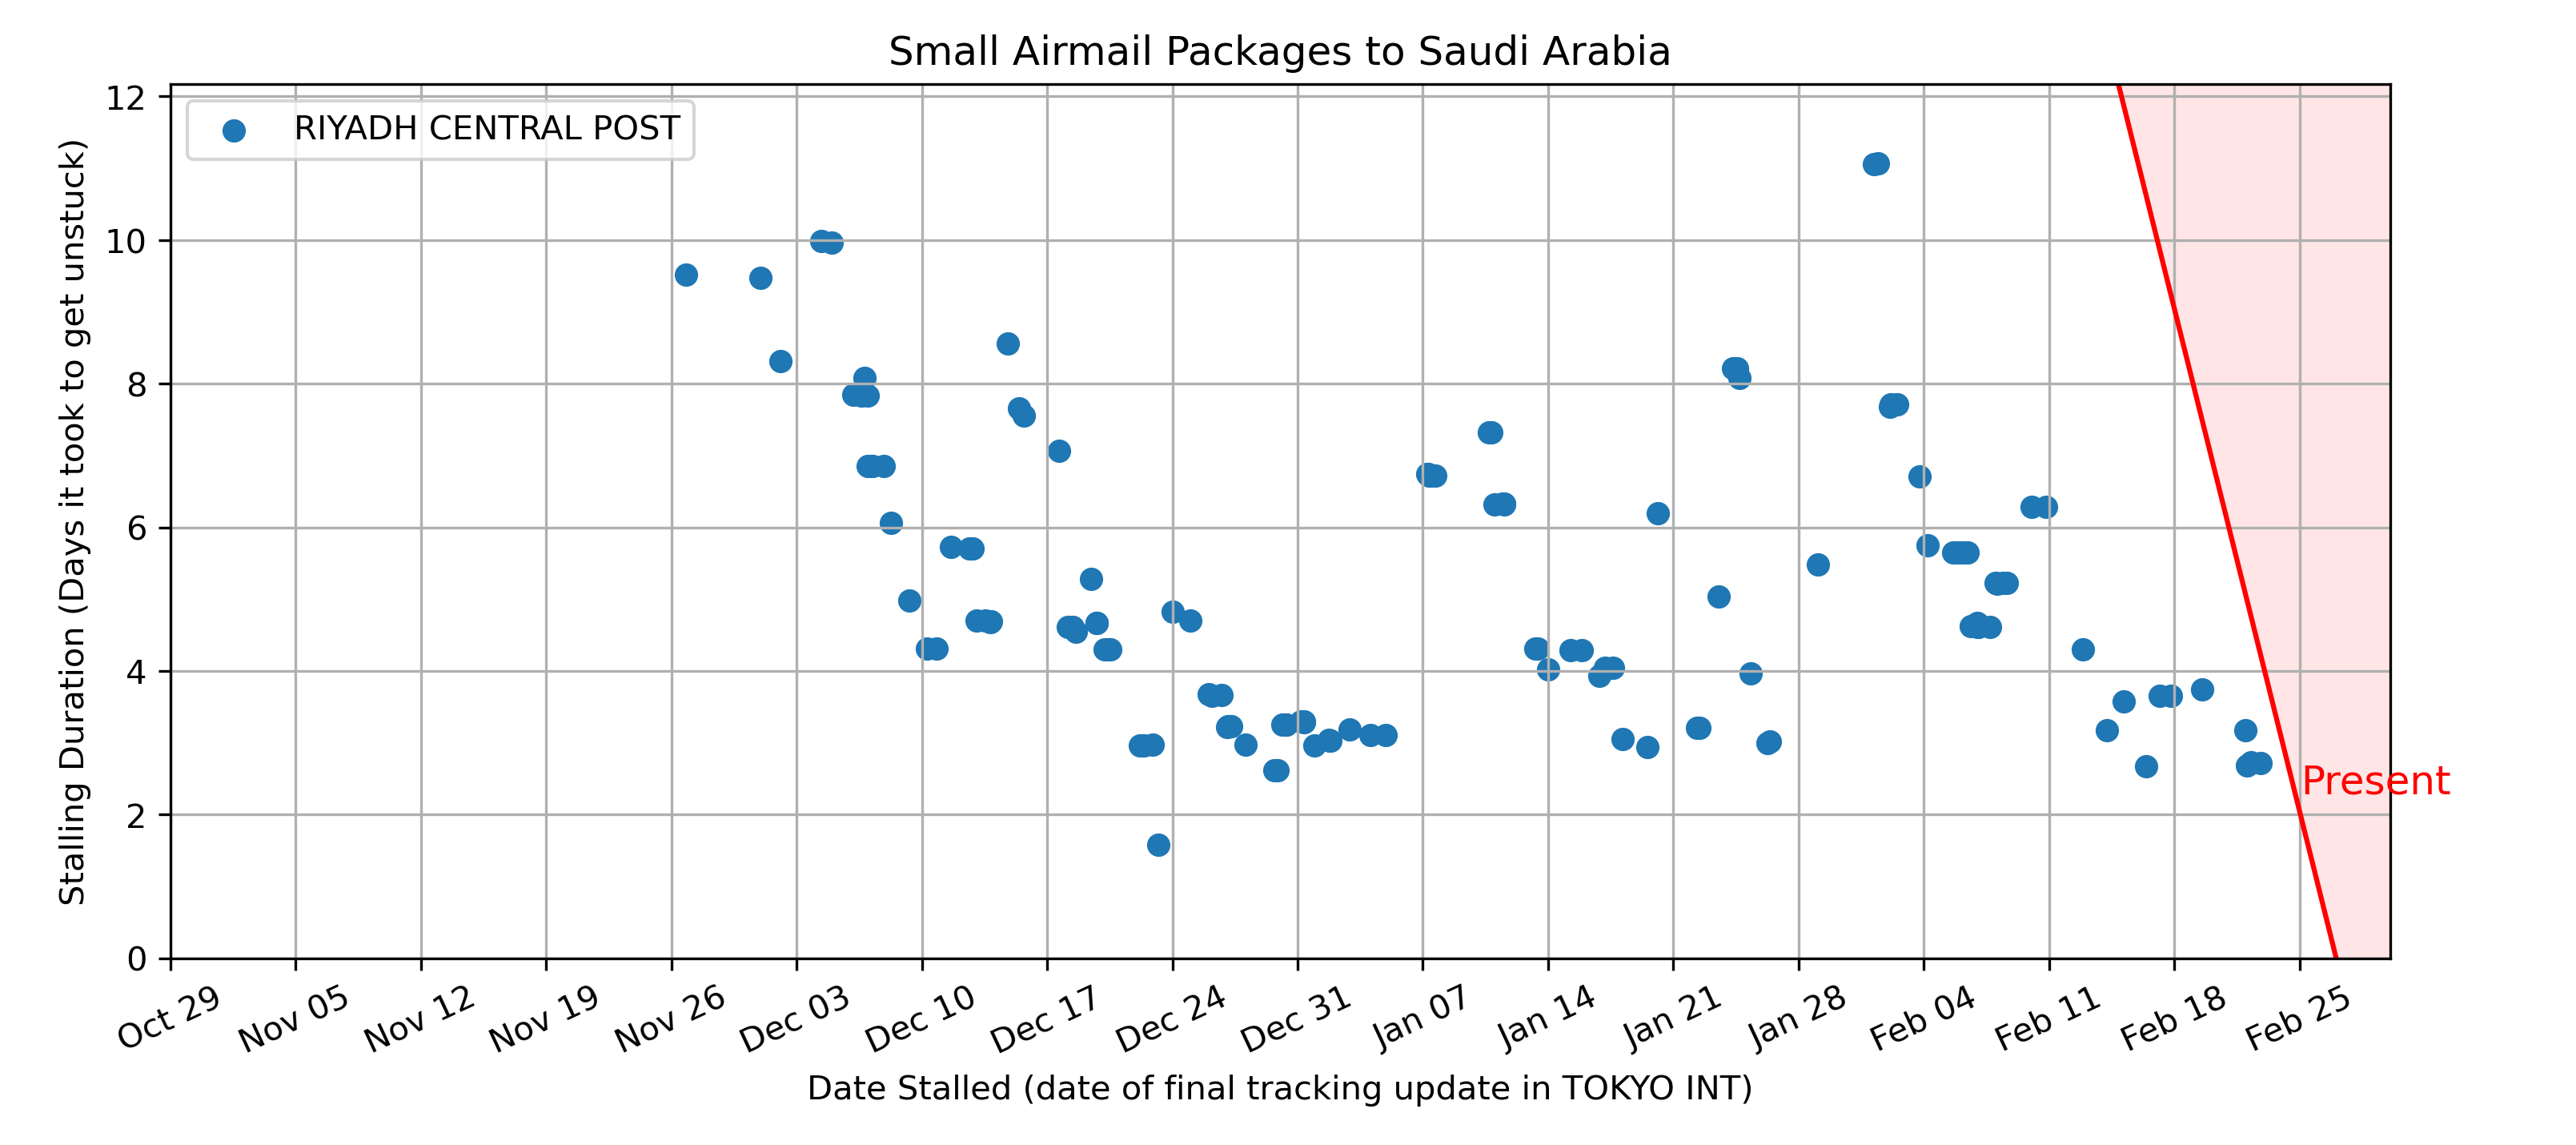 Small Airmail Packages to Saudi Arabia
RIYADH CENTRAL POST
Stalling Duration (Days it took to get unstuck)
12
10
8
6
4
2
0
Present
Oct 29
Nov 05
Nov 12
Nov 19
Nov 26
Dec 03
Dec 10
Dec 17
Dec 24
Dec 31
Jan 07
Jan 14
Jan 21
Jan 28
Feb 04
Feb 11
Feb 18
Feb 25
Date Stalled (date of final tracking update in TOKYO INT)